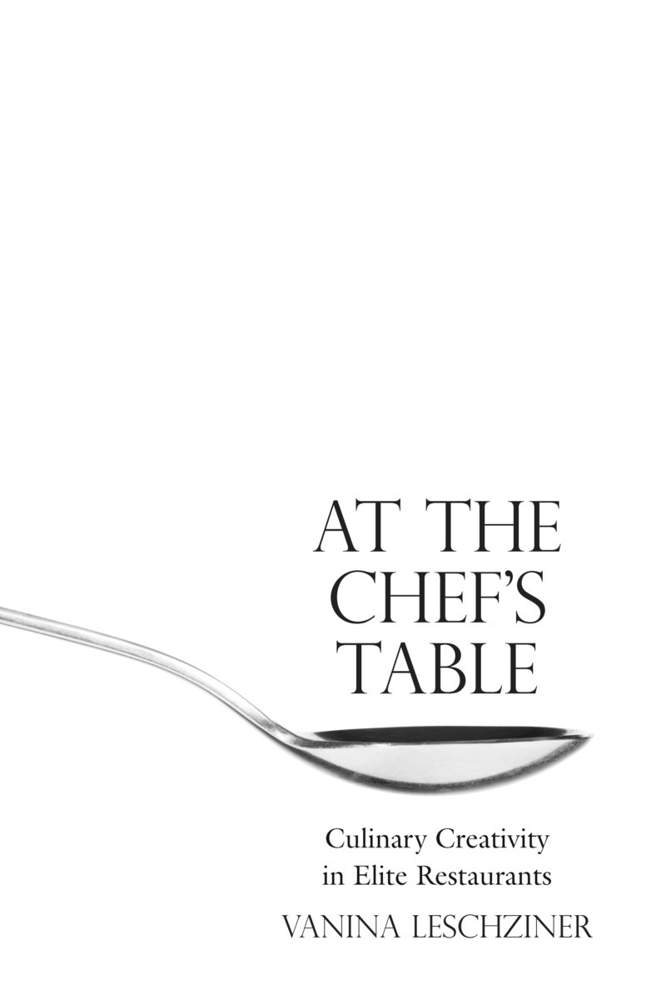 AT THE
CHEF’S
TABLE
Culinary Creativity
in Elite Restaurants
VANINA LESCHZINER